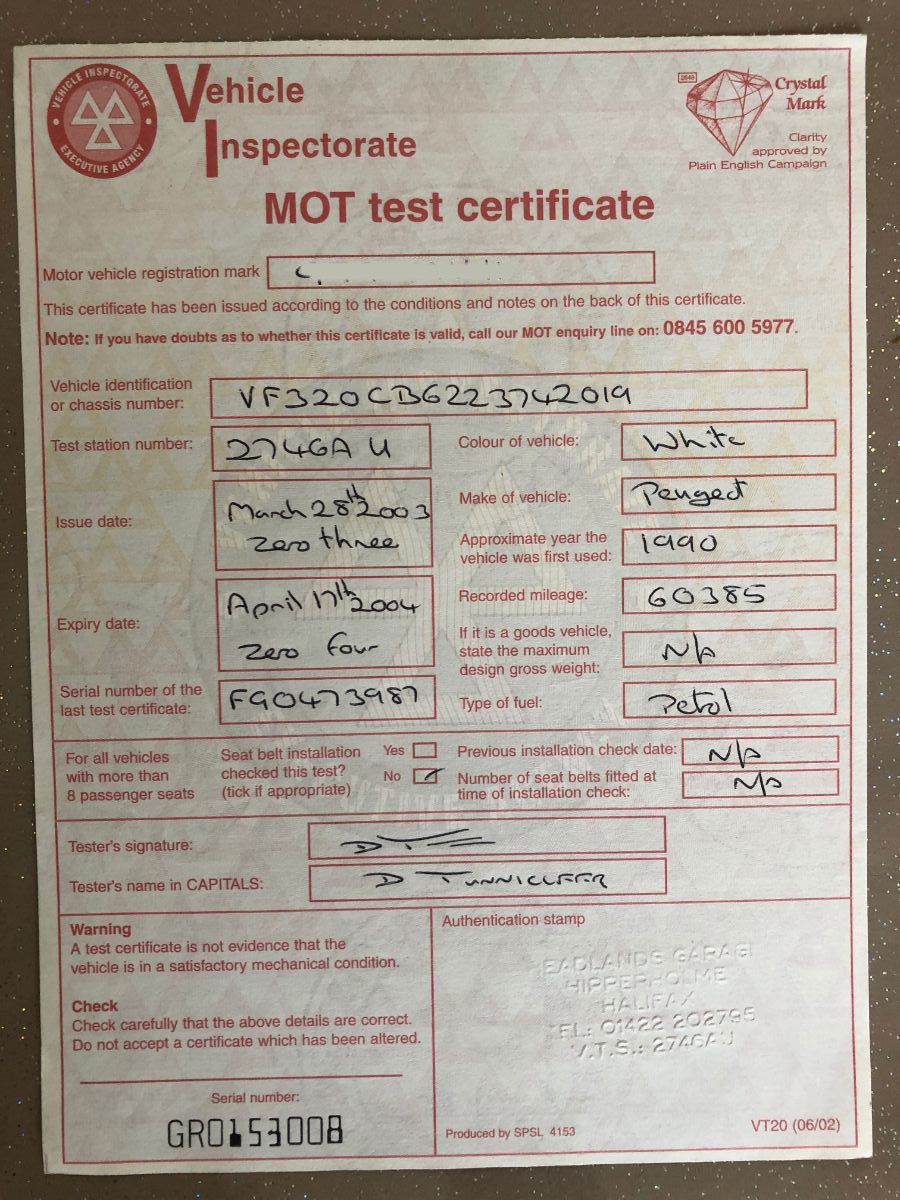 VEHICLE INSPECTORATE
EXECUTIVE AGENCY
Vehicle
Inspectorate
2648
Crystal
Mark
Clarity
approved by
Plain English Campaign
MOT test certificate
Motor vehicle registration mark
This certificate has been issued according to the conditions and notes on the back of this certificate.
Note: If you have doubts as to whether this certificate is valid, call our MOT enquiry line on: 0845 600 5977.
Vehicle identification
or chassis number: VF320CB6223742019
Test station number: 2746A U
Colour of vehicle: White
Issue date: March 28th 2003
Zero three
Make of vehicle: Peugeot
Approximate year the
vehicle was first used: 1990
Expiry date: April 17th 2004
Zero four
Recorded mileage: 60385
If it is a goods vehicle,
state the maximum
design gross weight: N/A
Serial number of the
last test certificate: FG0473987
Type of fuel: Petrol
For all vehicles
with more than
8 passenger seats
Seat belt installation
checked this test?
(tick if appropriate)
Yes
No
Previous installation check date: N/A
Number of seat belts fitted at
time of installation check: N/A
Tester's signature:
Tester's name in CAPITALS: D
Warning
A test certificate is not evidence that the
vehicle is in a satisfactory mechanical condition.
Check
Check carefully that the above details are correct.
Do not accept a certificate which has been altered.
Serial number:
GR0153008
Authentication stamp
HEADLANDS GARAGE
HIPPERHOLME
HALIFAX
TEL: 01422 202795
V.T.S.: 2746AU
Produced by SPSL 4153
VT20 (06/02)